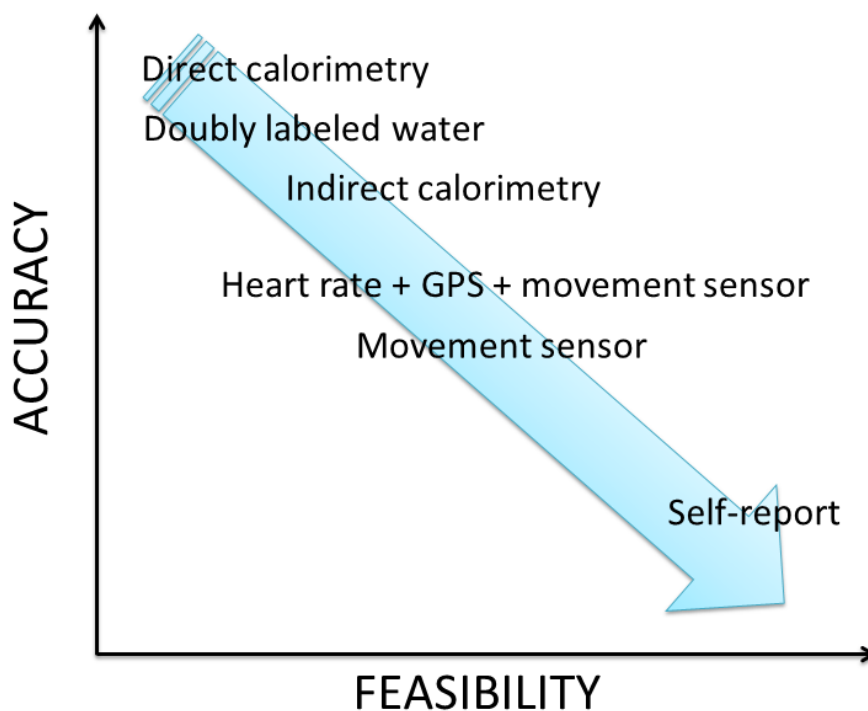 Direct calorimetry
Doubly labeled water
Indirect calorimetry
Heart rate + GPS + movement sensor
Movement sensor
Self-report
ACCURACY
FEASIBILITY